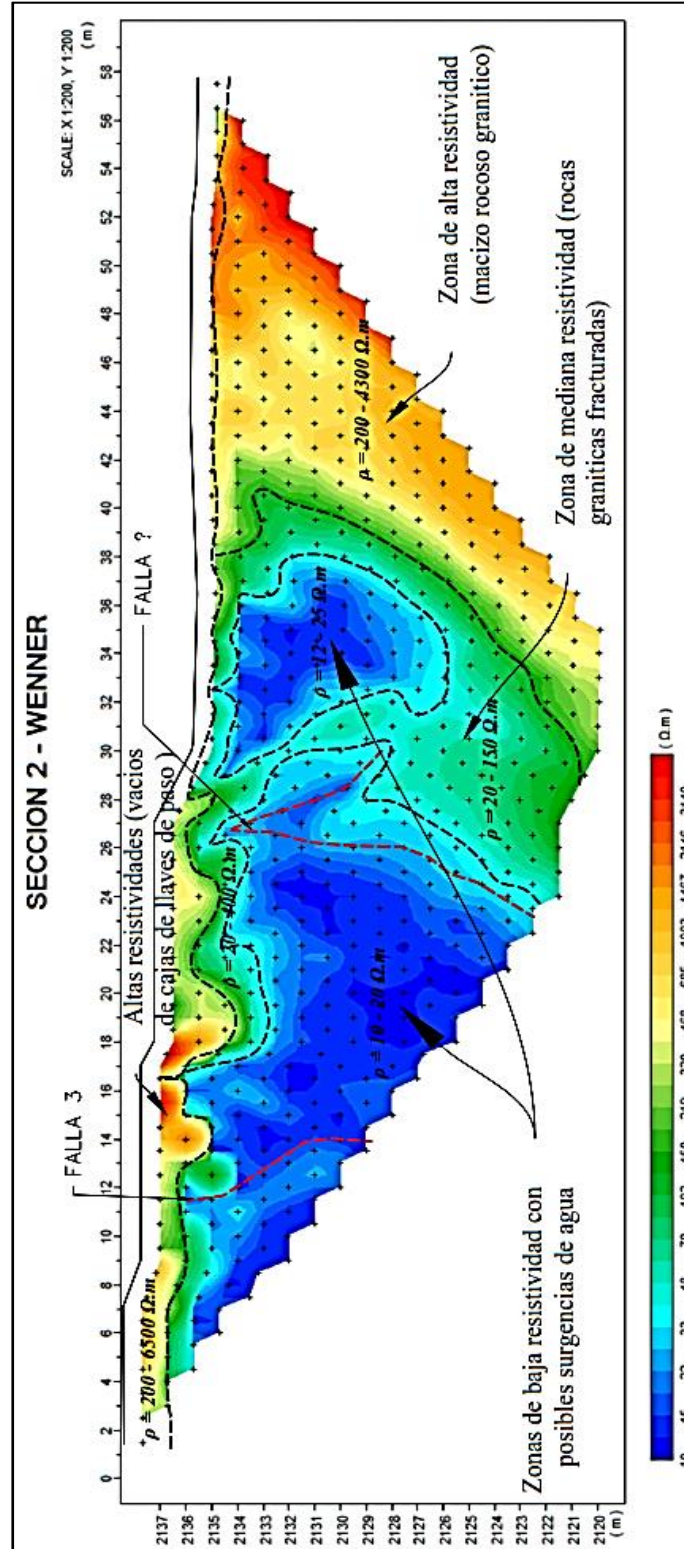 SECCION 2 - WENNER
SCALE: X 1:200, Y 1:200
(m)
0 2 4 6 8 10 12 14 16 18 20 22 24 26 28 30 32 34 36 38 40 42 44 46 48 50 52 54 56 58
FALLA 3
Altas resistividades (vacios
de cajas de llaves de paso)
FALLA ?
ρ = 200 - 6500 Ω.m
ρ = 20 - 400 Ω.m
ρ = 12 - 25 Ω.m
ρ = 10 - 20 Ω.m
ρ = 20 - 150 Ω.m
ρ = 200 - 4300 Ω.m
Zona de alta resistividad
(macizo rocoso granitico)
Zona de mediana resistividad (rocas
graniticas fracturadas)
Zonas de baja resistividad con
posibles surgencias de agua
2137
2136
2135
2134
2133
2132
2131
2130
2129
2128
2127
2126
2125
2124
2123
2122
2121
2120
(m)
(Ω.m)